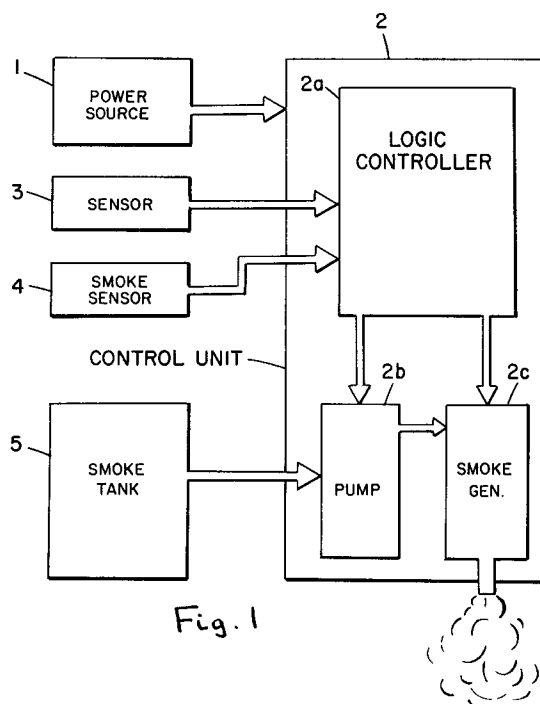 1
POWER
SOURCE
2
2a
LOGIC
CONTROLLER
3
SENSOR
4
SMOKE
SENSOR
CONTROL UNIT
2b
2c
5
SMOKE
TANK
PUMP
SMOKE
GEN.
Fig. 1